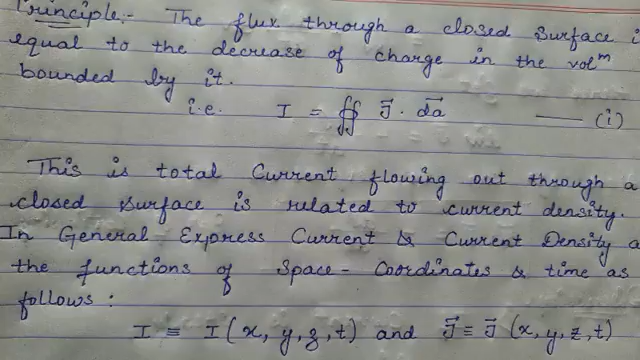 Principle:- The flux through a closed surface i
equal to the decrease of charge in the volᵐ
bounded by it.
i.e. I = ∯ J⃗ . d⃗a —— (i)
This is total Current flowing out through a
closed surface is related to current density.
In General Express Current & Current Density a
the functions of Space - Coordinates & time as
follows :
I ≡ I (x, y, z, t) and J⃗ ≡ J⃗ (x, y, z, t)